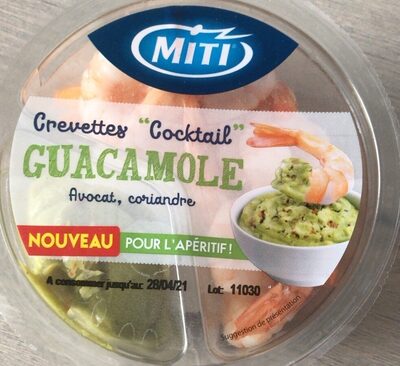 MITI
Crevettes "Cocktail"
GUACAMOLE
Avocat, coriandre
NOUVEAU POUR L'APÉRITIF!
A consommer jusqu'au: 28/04/21 Lot: 11030
Suggestion de présentation